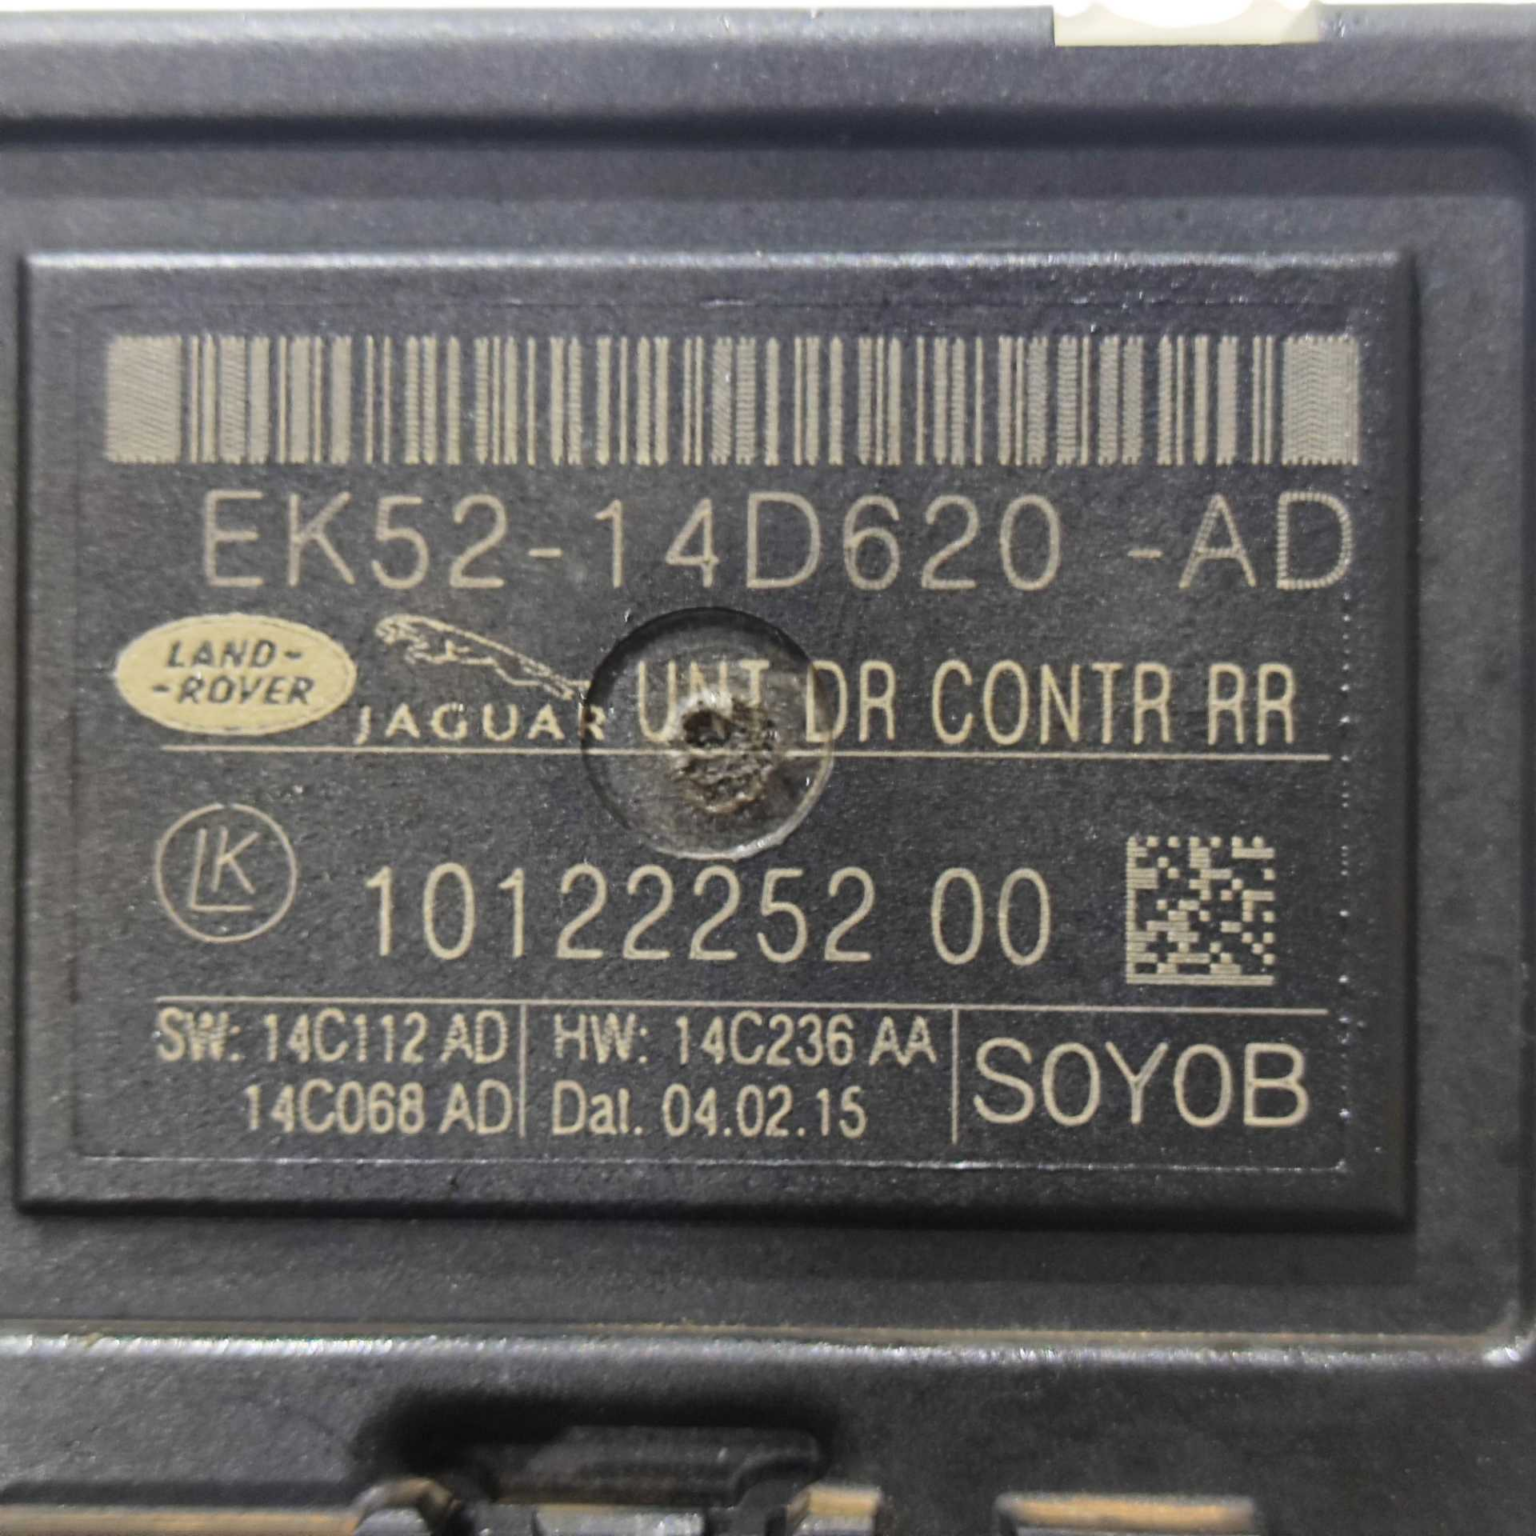 EK52-14D620 -AD
LAND-
-ROVER
JAGUAR UNT DR CONTR RR
LK 10122252 00
SW: 14C112 AD HW: 14C236 AA SOYOB
14C068 AD Dat. 04.02.15